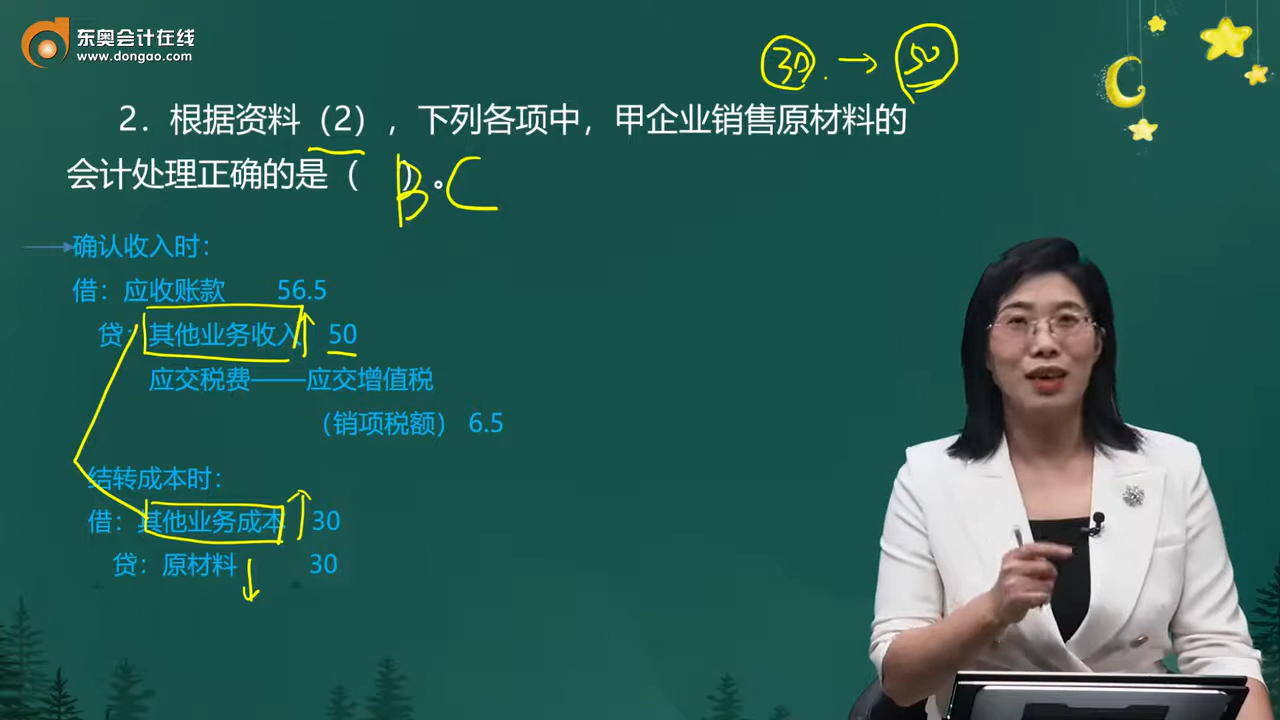 东奥会计在线
www.dongao.com
30 → 50
2．根据资料（2），下列各项中，甲企业销售原材料的
会计处理正确的是（ ）。
B C
确认收入时：
借：应收账款 56.5
贷：其他业务收入 50
应交税费——应交增值税
（销项税额） 6.5
结转成本时：
借：其他业务成本 30
贷：原材料 30